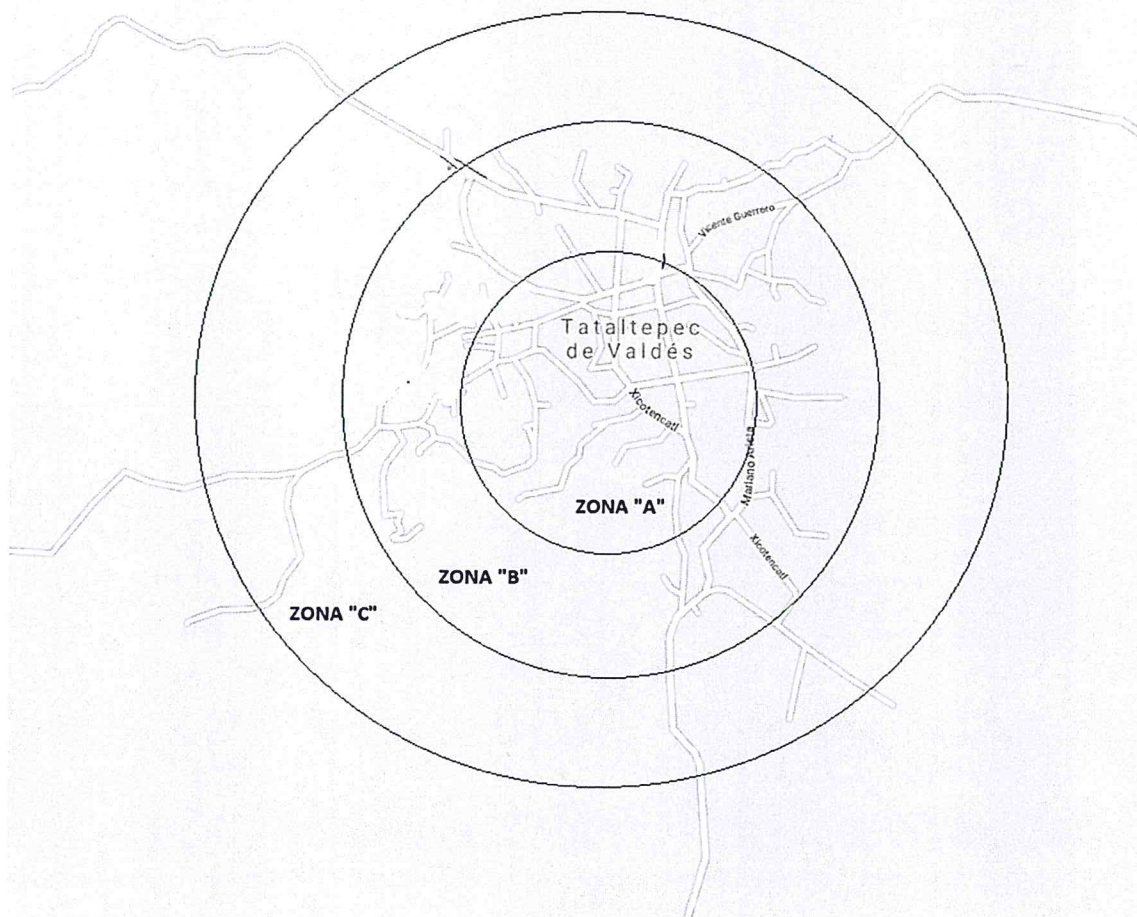 Vicente Guerrero
Tataltepec
de Valdés
Xicotencatl
Mariano Arista
ZONA "A"
Xicotencatl
ZONA "B"
ZONA "C"